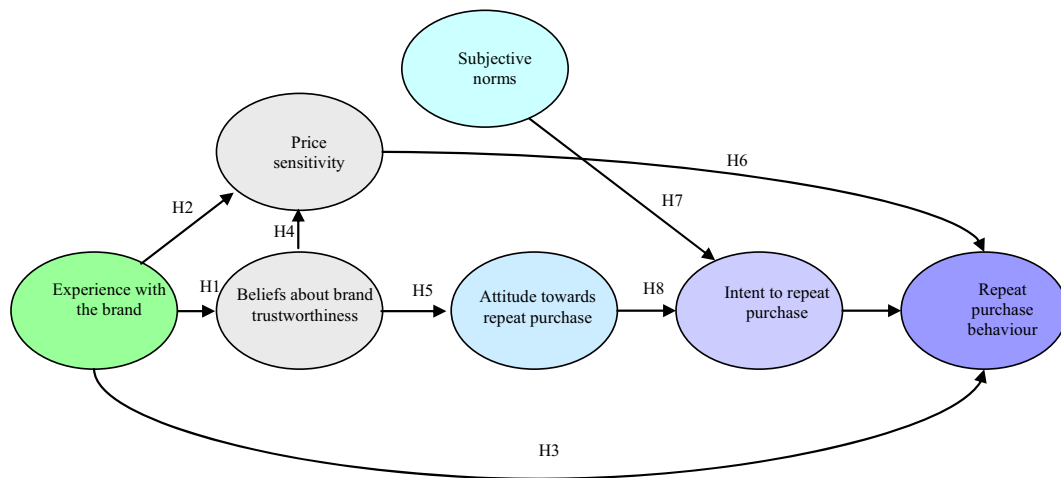 Subjective
norms
Price
sensitivity
H6
H7
H2
H4
Experience with
the brand
H1
Beliefs about brand
trustworthiness
H5
Attitude towards
repeat purchase
H8
Intent to repeat
purchase
Repeat
purchase
behaviour
H3